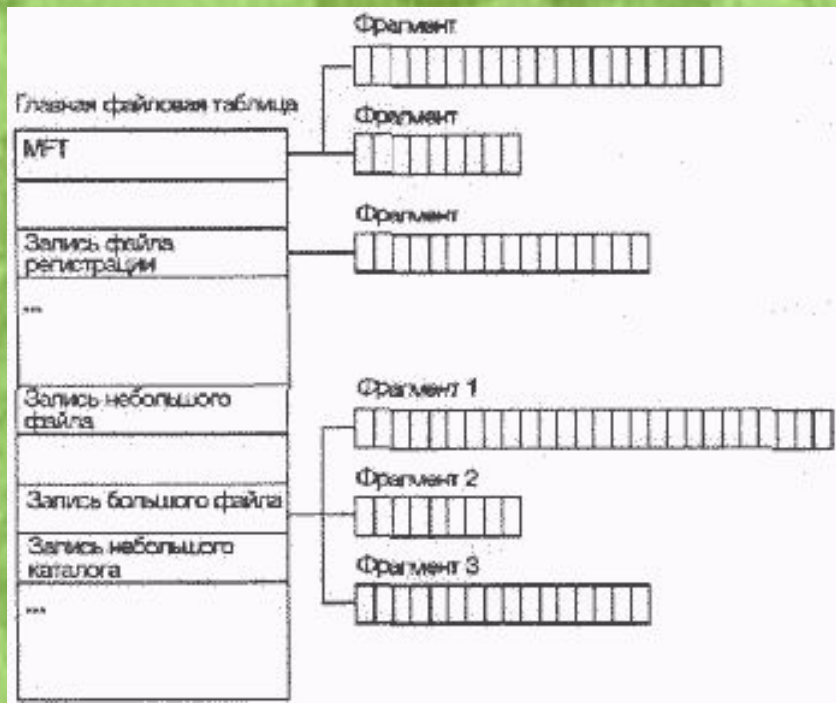 Фрагмент
Главная файловая таблица
Фрагмент
MFT
Фрагмент
Запись файла
регистрации
...
Фрагмент 1
Запись небольшого
файла
Фрагмент 2
Запись большого файла
Запись небольшого
каталога
Фрагмент 3
...